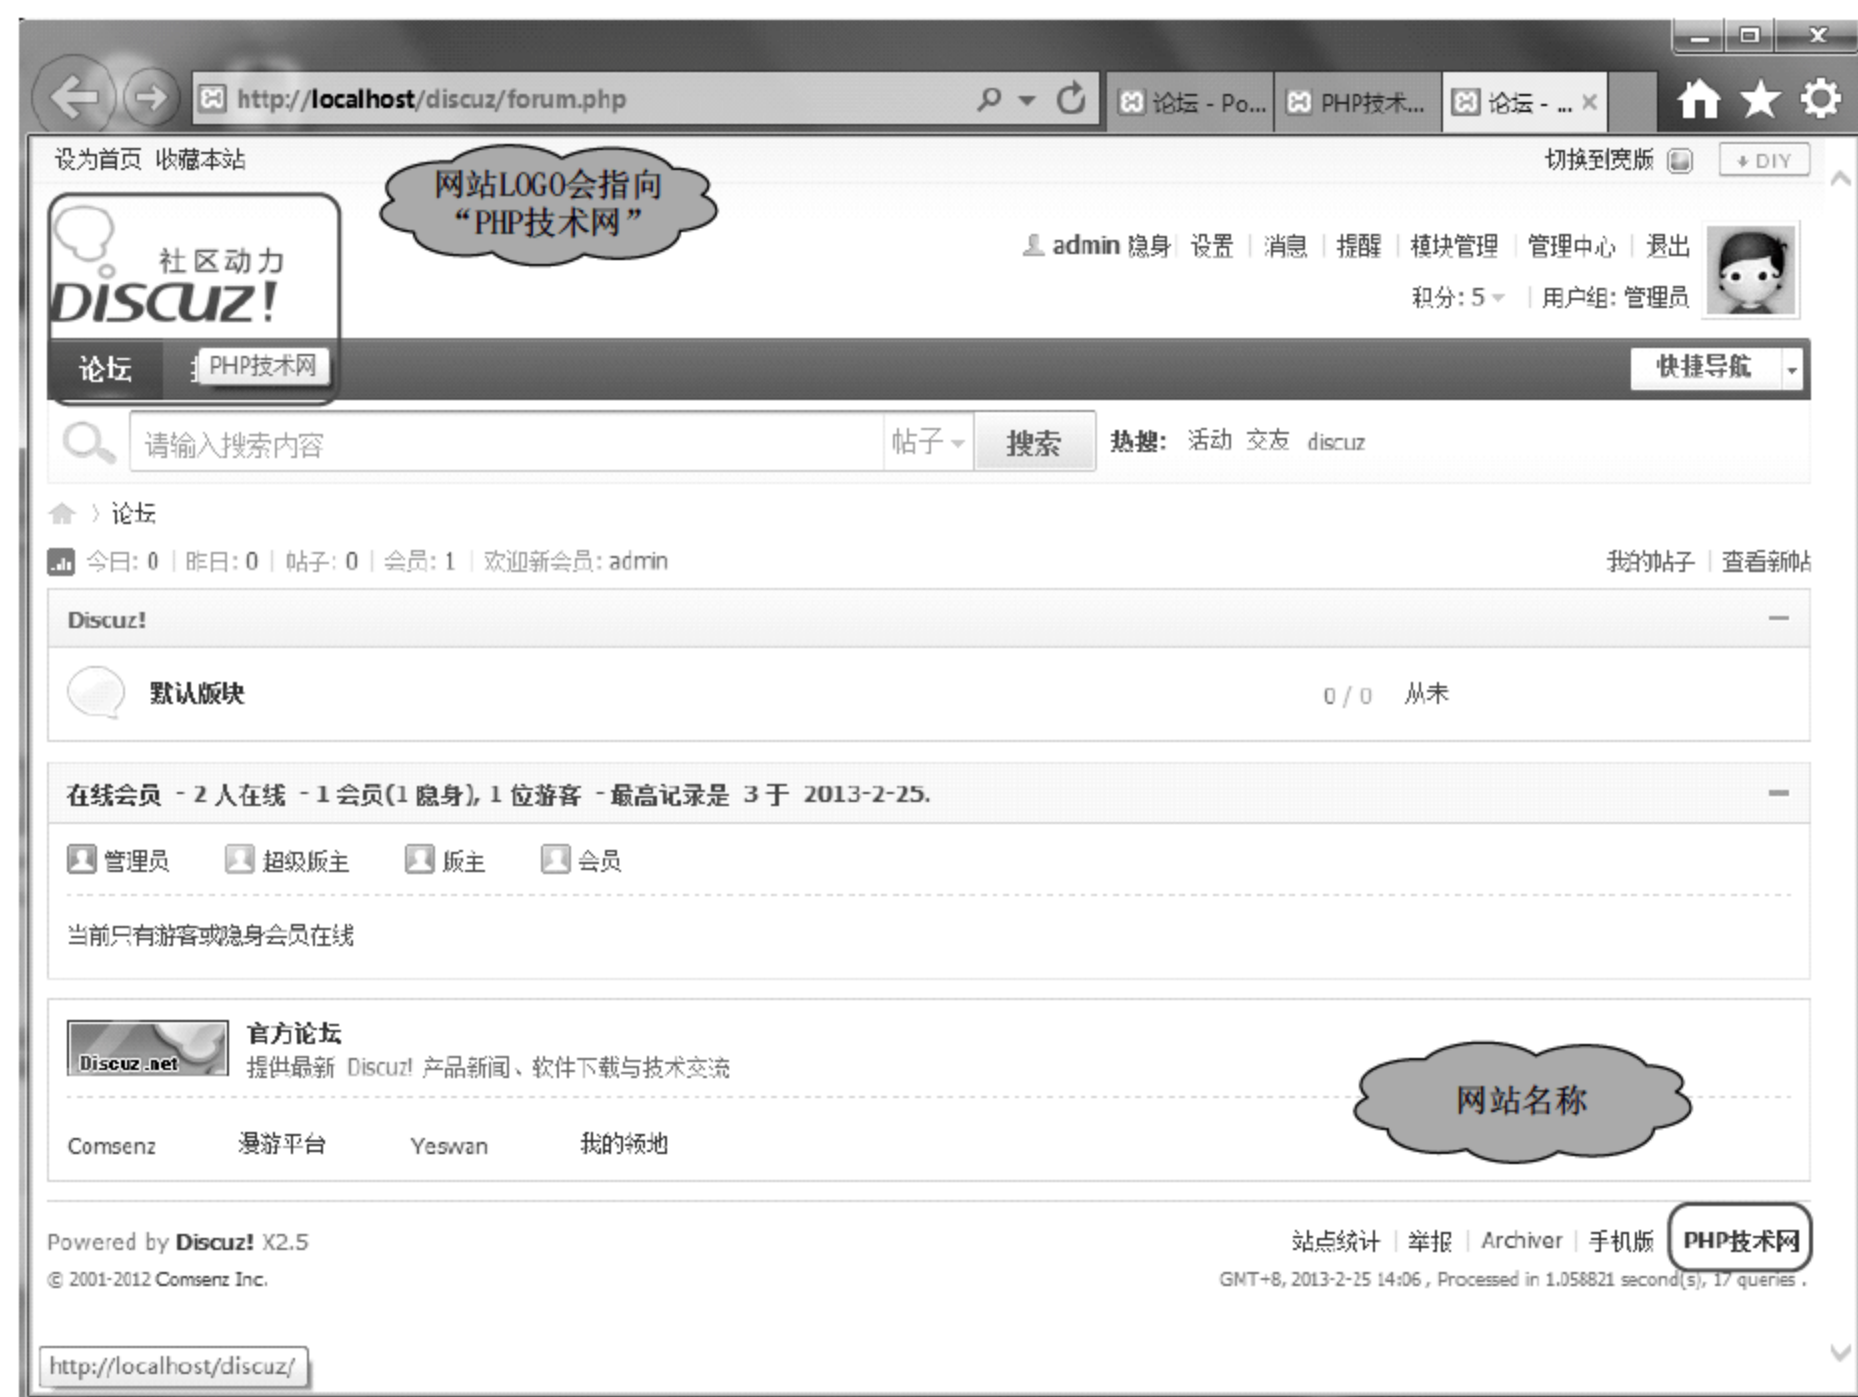 http://localhost/discuz/forum.php
论坛 - Po...
PHP技术...
论坛 - ...
设为首页 收藏本站
切换到宽版
DIY
网站LOGO会指向
“PHP技术网”
社区动力
DISCUZ!
admin 隐身 设置 消息 提醒 模块管理 管理中心 退出
积分: 5 用户组: 管理员
论坛
PHP技术网
快捷导航
请输入搜索内容
帖子
搜索
热搜: 活动 交友 discuz
论坛
今日: 0 | 昨日: 0 | 帖子: 0 | 会员: 1 | 欢迎新会员: admin
我的帖子 | 查看新帖
Discuz!
默认版块
0 / 0 从未
在线会员 - 2 人在线 - 1 会员(1 隐身), 1 位游客 - 最高记录是 3 于 2013-2-25.
管理员 超级版主 版主 会员
当前只有游客或隐身会员在线
Discuz.net
官方论坛
提供最新 Discuz! 产品新闻、软件下载与技术交流
网站名称
Comsenz 漫游平台 Yeswan 我的领地
Powered by Discuz! X2.5
站点统计 | 举报 | Archiver | 手机版 PHP技术网
© 2001-2012 Comsenz Inc.
GMT+8, 2013-2-25 14:06 , Processed in 1.058821 second(s), 17 queries .
http://localhost/discuz/